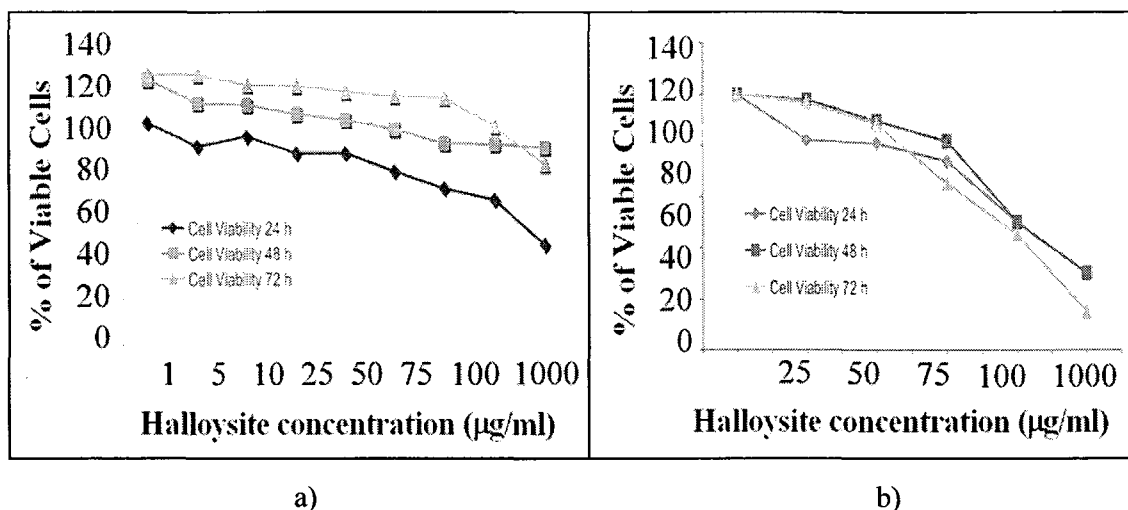 140
120
100
80
60
40
20
0
% of Viable Cells
Cell Viability 24 h
Cell Viability 48 h
Cell Viability 72 h
1 5 10 25 50 75 100 1000
Halloysite concentration (μg/ml)
a)
140
120
100
80
60
40
20
0
% of Viable Cells
Cell Viability 24 h
Cell Viability 48 h
Cell Viability 72 h
25 50 75 100 1000
Halloysite concentration (μg/ml)
b)